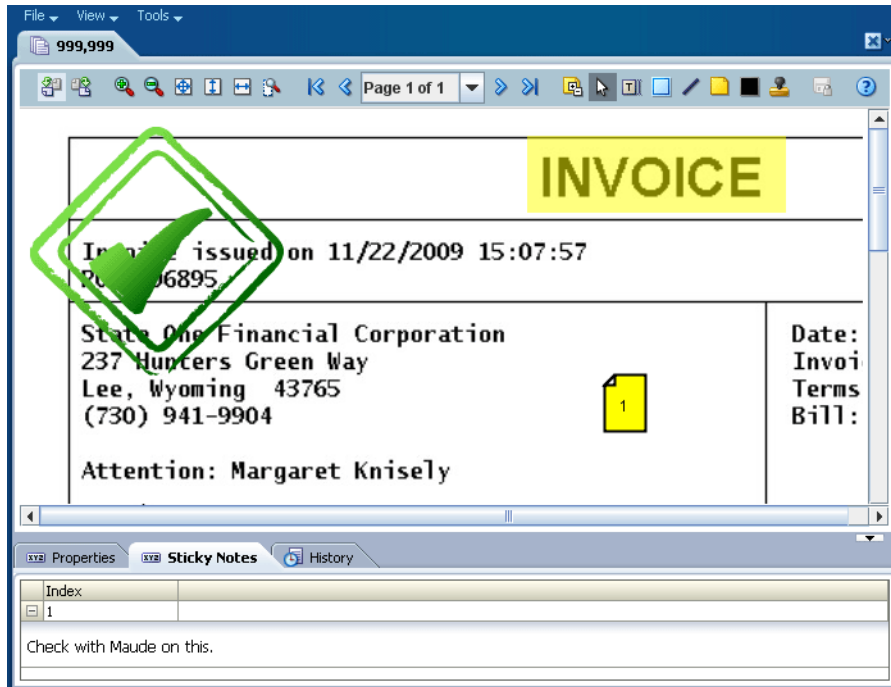 File View Tools
999,999
Page 1 of 1
INVOICE
issued on 11/22/2009 15:07:57
State One Financial Corporation
237 Hunters Green Way
Lee, Wyoming 43765
(730) 941-9904
Attention: Margaret Knisely
Date:
Invoi
Terms
Bill:
1
Properties Sticky Notes History
Index
1
Check with Maude on this.